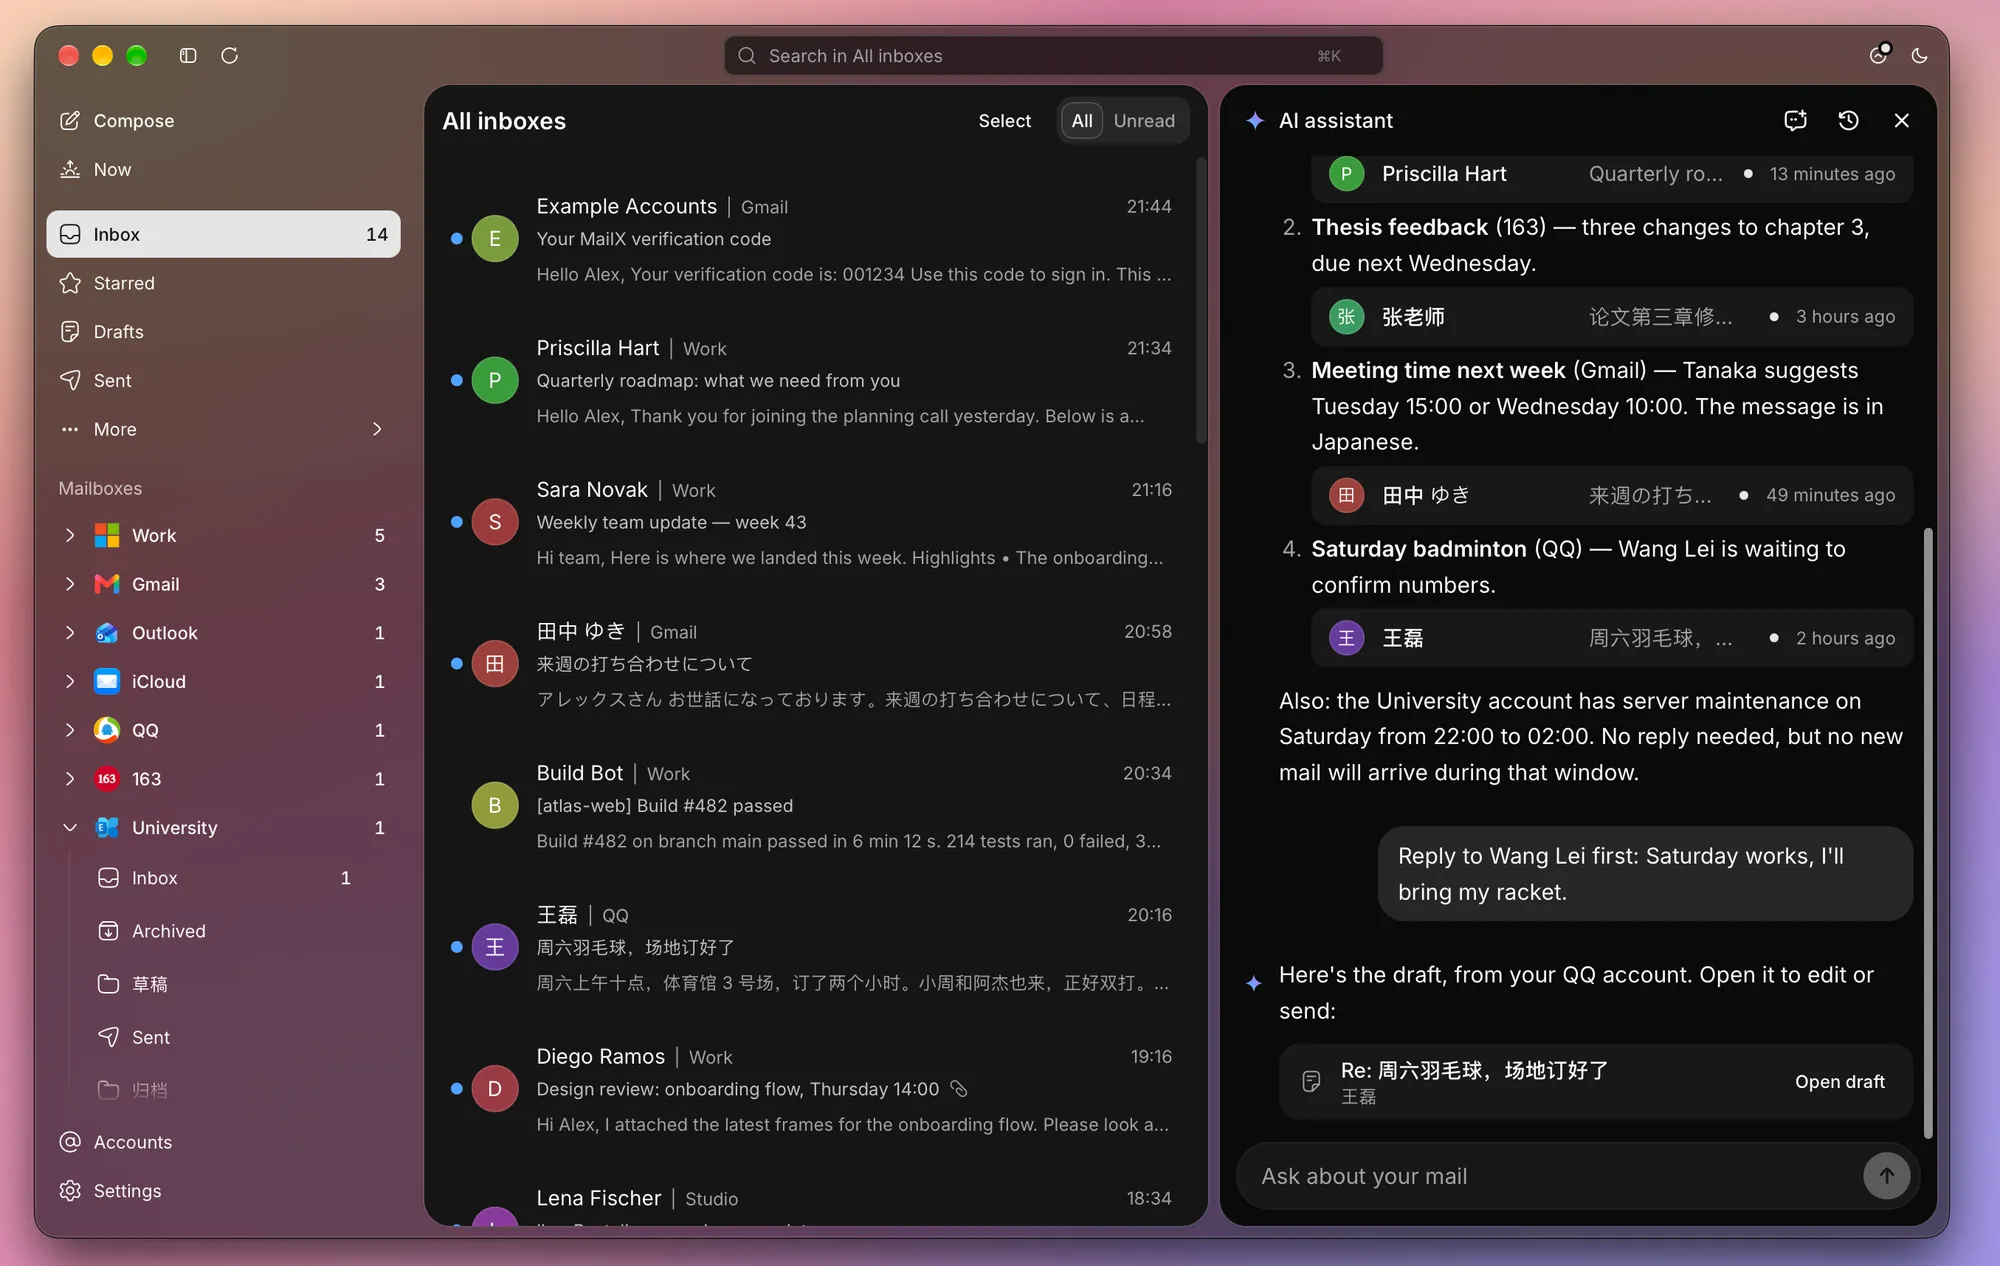 Search in All inboxes ⌘K
Compose
Now
Inbox 14
Starred
Drafts
Sent
More
Mailboxes
Work 5
Gmail 3
Outlook 1
iCloud 1
QQ 1
163 163 1
University 1
Inbox 1
Archived
草稿
Sent
归档
Accounts
Settings
All inboxes Select All Unread
Example Accounts | Gmail 21:44
E
Your MailX verification code
Hello Alex, Your verification code is: 001234 Use this code to sign in. This ...
Priscilla Hart | Work 21:34
P
Quarterly roadmap: what we need from you
Hello Alex, Thank you for joining the planning call yesterday. Below is a...
Sara Novak | Work 21:16
S
Weekly team update — week 43
Hi team, Here is where we landed this week. Highlights • The onboarding...
田中 ゆき | Gmail 20:58
田
来週の打ち合わせについて
アレックスさん お世話になっております。来週の打ち合わせについて、日程...
Build Bot | Work 20:34
B
[atlas-web] Build #482 passed
Build #482 on branch main passed in 6 min 12 s. 214 tests ran, 0 failed, 3...
王磊 | QQ 20:16
王
周六羽毛球，场地订好了
周六上午十点，体育馆 3 号场，订了两个小时。小周和阿杰也来，正好双打。...
Diego Ramos | Work 19:16
D
Design review: onboarding flow, Thursday 14:00
Hi Alex, I attached the latest frames for the onboarding flow. Please look a...
Lena Fischer | Studio 18:34
AI assistant
P Priscilla Hart Quarterly ro... • 13 minutes ago
2. Thesis feedback (163) — three changes to chapter 3,
due next Wednesday.
张 张老师 论文第三章修... • 3 hours ago
3. Meeting time next week (Gmail) — Tanaka suggests
Tuesday 15:00 or Wednesday 10:00. The message is in
Japanese.
田 田中 ゆき 来週の打ち... • 49 minutes ago
4. Saturday badminton (QQ) — Wang Lei is waiting to
confirm numbers.
王 王磊 周六羽毛球，... • 2 hours ago
Also: the University account has server maintenance on
Saturday from 22:00 to 02:00. No reply needed, but no new
mail will arrive during that window.
Reply to Wang Lei first: Saturday works, I'll
bring my racket.
Here's the draft, from your QQ account. Open it to edit or
send:
Re: 周六羽毛球，场地订好了
王磊
Open draft
Ask about your mail